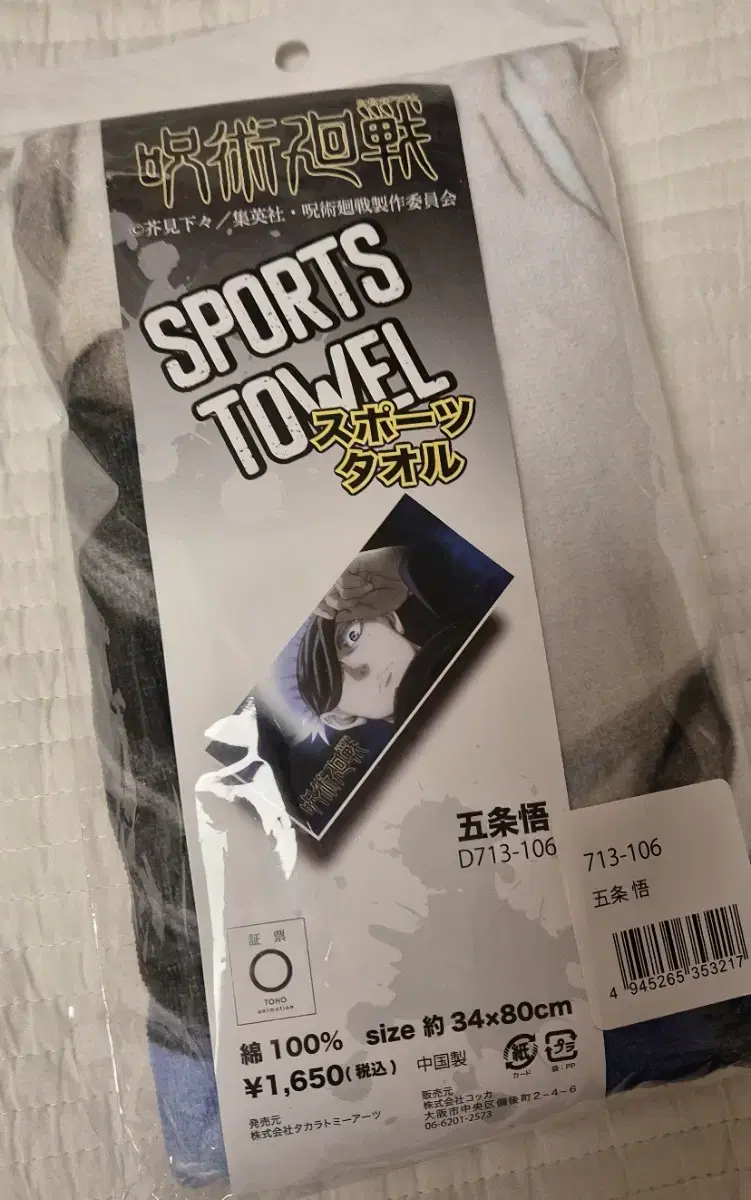 呪術廻戦
©芥見下々／集英社・呪術廻戦製作委員会
SPORTS
TOWEL
スポーツ
タオル
呪術廻戦
五条悟
D713-106
713-106
五条 悟
4 945265 353217
証 票
TOHO
animation
綿 100% size 約 34×80cm
¥1,650(税込) 中国製
紙
カード
プラ
袋:PP
発売元
株式会社タカラトミーアーツ
販売元
株式会社コッカ
大阪市中央区備後町2-4-6
06-6201-2573